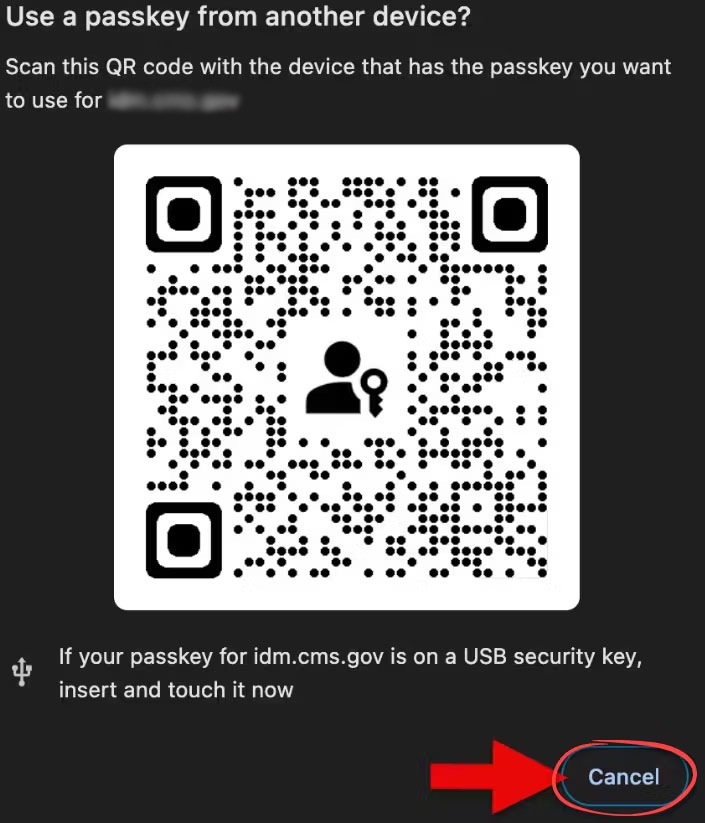 Use a passkey from another device?
Scan this QR code with the device that has the passkey you want
to use for
If your passkey for idm.cms.gov is on a USB security key,
insert and touch it now
Cancel